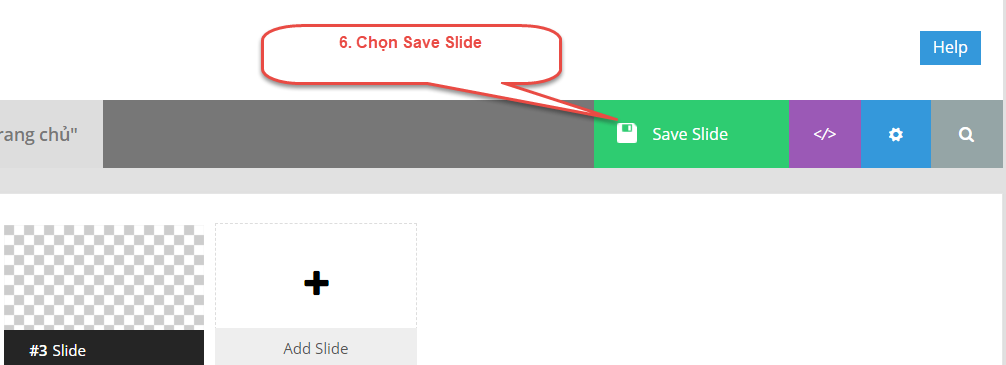 6. Chọn Save Slide
Help
rang chủ"
Save Slide
</>
#3 Slide
Add Slide